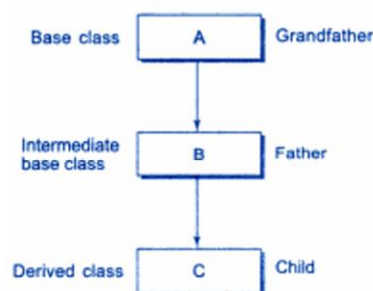 Base class A Grandfather
Intermediate
base class B Father
Derived class C Child